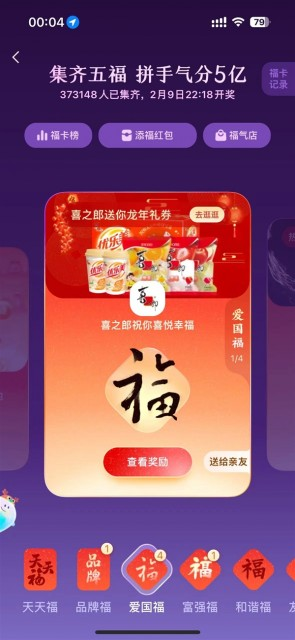 00:04
79
集齐五福 拼手气分5亿
福卡
记录
373148人已集齐，2月9日22:18开奖
福卡榜
添福红包
福气店
喜之郎送你龙年礼券
去逛逛
优乐美
喜之郎祝你喜悦幸福
爱国福
1/4
福
查看奖励
送给亲友
天天福
品牌
1
福
4
福
1
福
天天福
品牌福
爱国福
富强福
和谐福